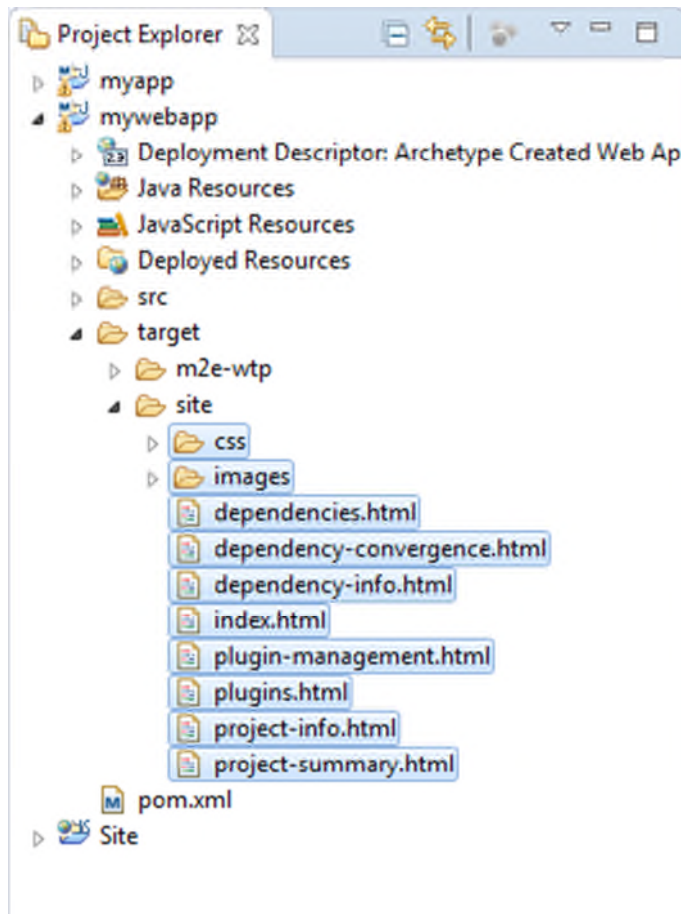 Project Explorer
myapp
mywebapp
Deployment Descriptor: Archetype Created Web Ap
Java Resources
JavaScript Resources
Deployed Resources
src
target
m2e-wtp
site
css
images
dependencies.html
dependency-convergence.html
dependency-info.html
index.html
plugin-management.html
plugins.html
project-info.html
project-summary.html
pom.xml
Site